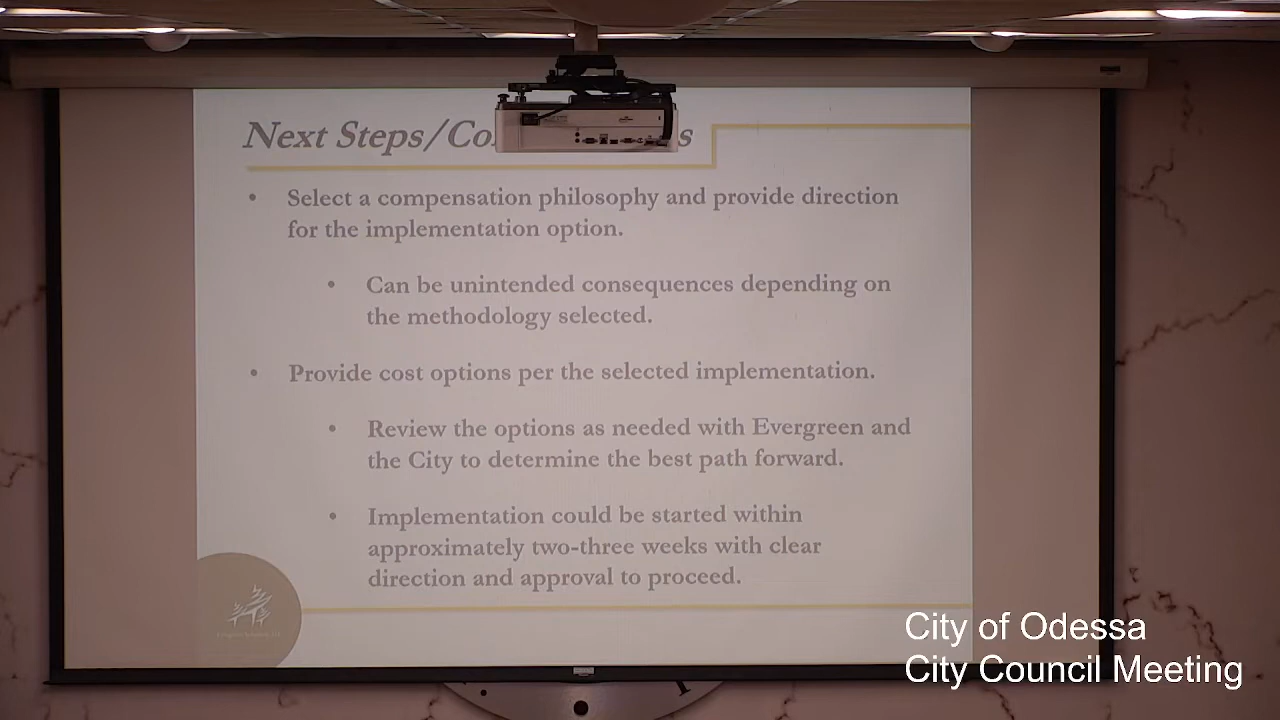 Next Steps/Co
• Select a compensation philosophy and provide direction
for the implementation option.
• Can be unintended consequences depending on
the methodology selected.
• Provide cost options per the selected implementation.
• Review the options as needed with Evergreen and
the City to determine the best path forward.
• Implementation could be started within
approximately two-three weeks with clear
direction and approval to proceed.
City of Odessa
City Council Meeting